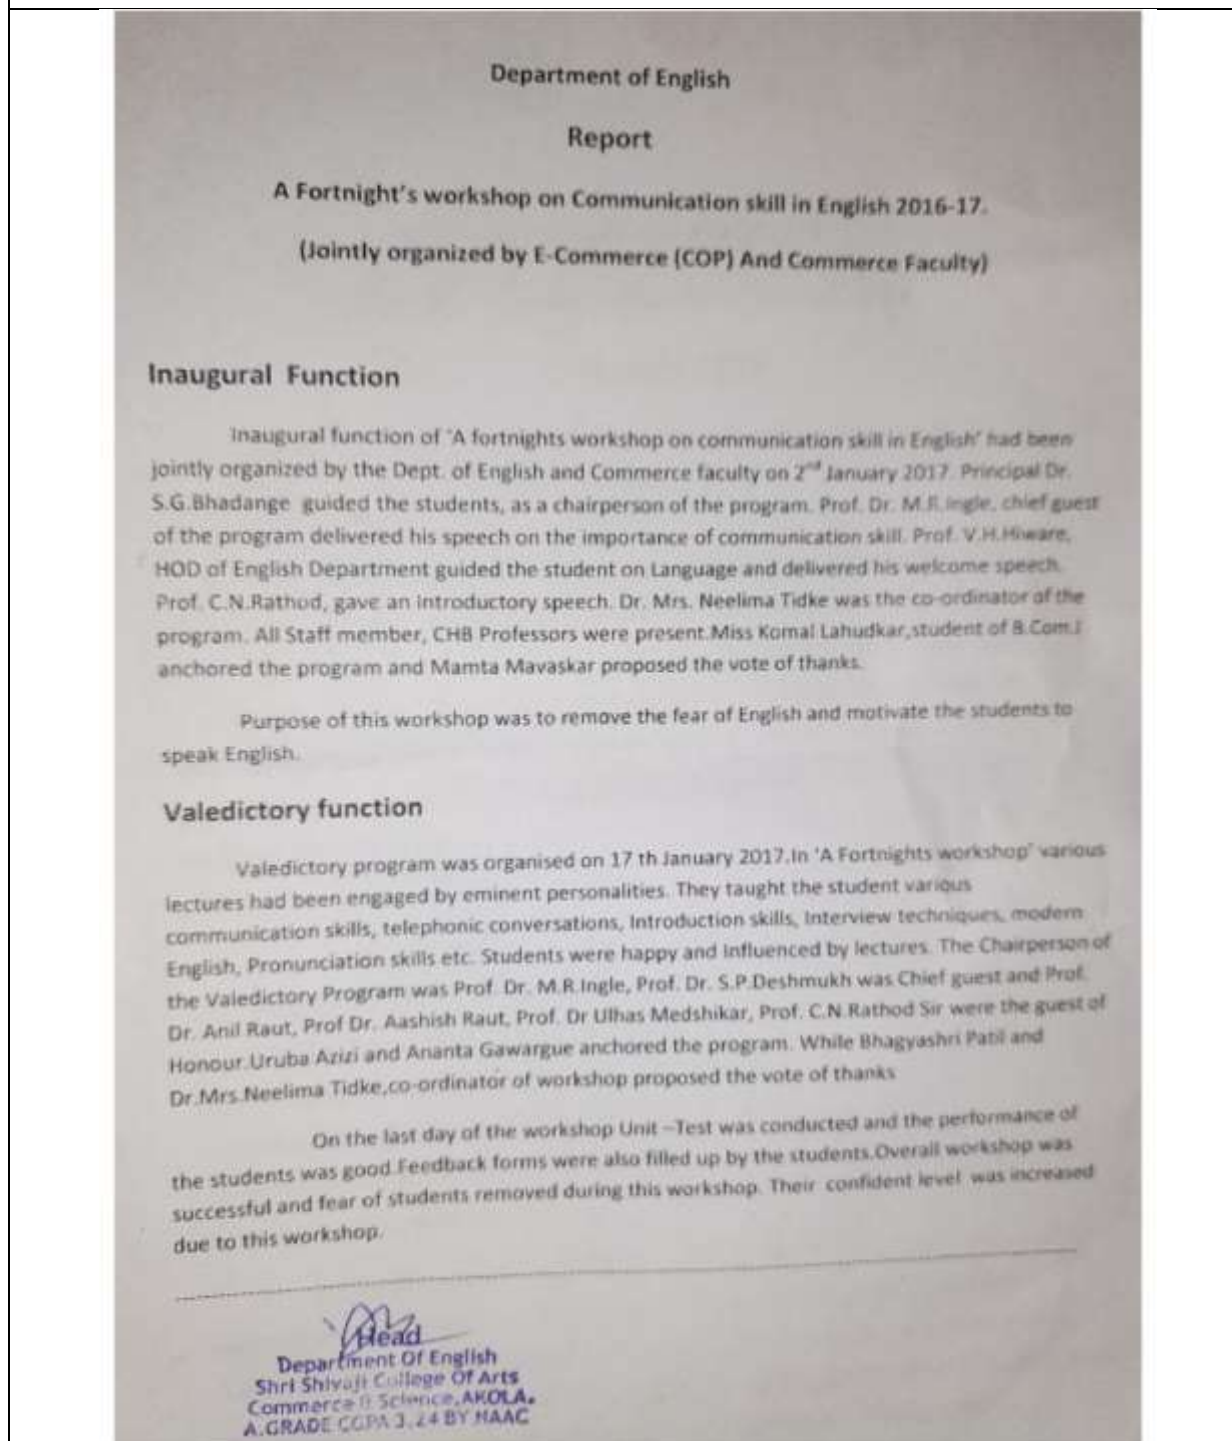 Department of English
Report
A Fortnight's workshop on Communication skill in English 2016-17.
(Jointly organized by E-Commerce (COP) And Commerce Faculty)
Inaugural Function
Inaugural function of 'A fortnights workshop on communication skill in English' had been
jointly organized by the Dept. of English and Commerce faculty on 2nd January 2017. Principal Dr.
S.G.Bhadange guided the students, as a chairperson of the program. Prof. Dr. M.R.Ingle, chief guest
of the program delivered his speech on the importance of communication skill. Prof. V.H.Hiware,
HOD of English Department guided the student on Language and delivered his welcome speech.
Prof. C.N.Rathod, gave an introductory speech. Dr. Mrs. Neelima Tidke was the co-ordinator of the
program. All Staff member, CHB Professors were present.Miss Komal Lahudkar,student of B.Com.I
anchored the program and Mamta Mavaskar proposed the vote of thanks.
Purpose of this workshop was to remove the fear of English and motivate the students to
speak English.
Valedictory function
Valedictory program was organised on 17 th January 2017.In 'A Fortnights workshop' various
lectures had been engaged by eminent personalities. They taught the student various
communication skills, telephonic conversations, Introduction skills, Interview techniques, modern
English, Pronunciation skills etc. Students were happy and Influenced by lectures. The Chairperson of
the Valedictory Program was Prof. Dr. M.R.Ingle, Prof. Dr. S.P.Deshmukh was Chief guest and Prof.
Dr. Anil Raut, Prof Dr. Aashish Raut, Prof. Dr Ulhas Medshikar, Prof. C.N.Rathod Sir were the guest of
Honour.Uruba Azizi and Ananta Gawargue anchored the program. While Bhagyashri Patil and
Dr.Mrs.Neelima Tidke,co-ordinator of workshop proposed the vote of thanks
On the last day of the workshop Unit –Test was conducted and the performance of
the students was good.Feedback forms were also filled up by the students.Overall workshop was
successful and fear of students removed during this workshop. Their confident level was increased
due to this workshop.
Head
Department Of English
Shri Shivaji College Of Arts
Commerce & Science,AKOLA.
A.GRADE CGPA 3.24 BY NAAC